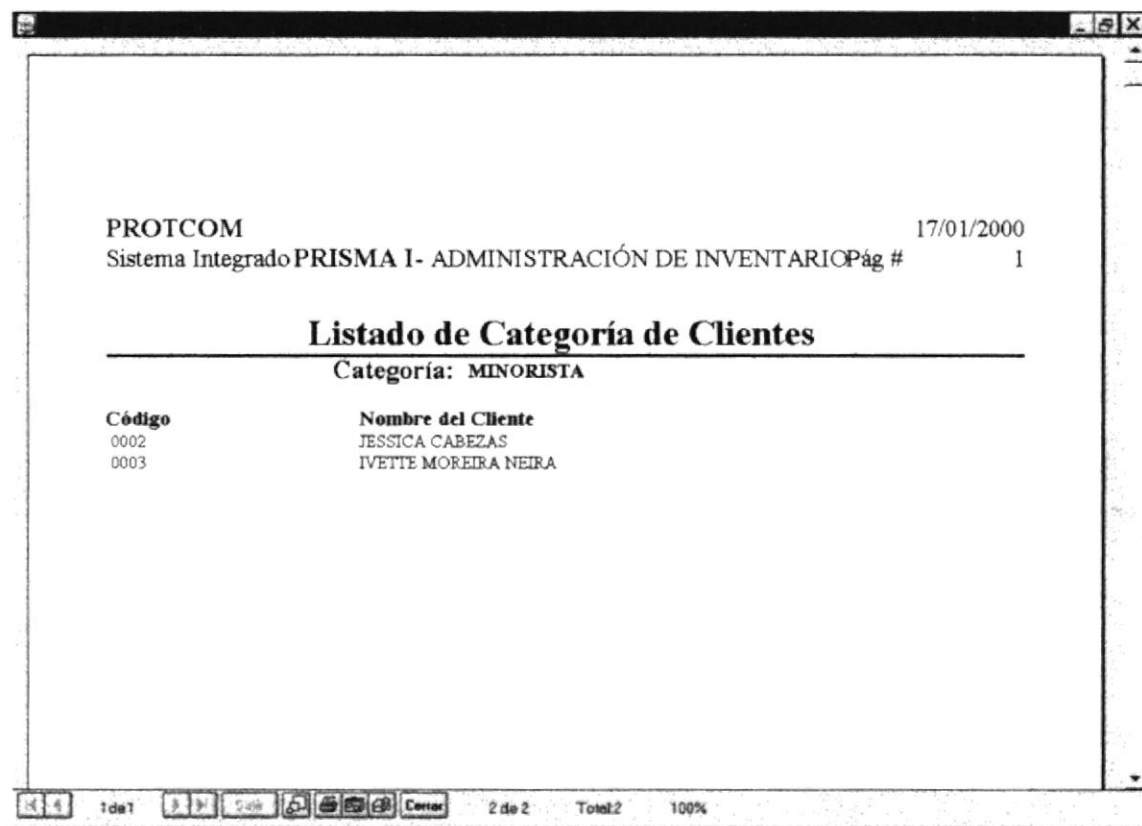 PROTCOM 17/01/2000
Sistema Integrado PRISMA I- ADMINISTRACIÓN DE INVENTARIO Pág # 1
Listado de Categoría de Clientes
Categoría: MINORISTA
Código Nombre del Cliente
0002 JESSICA CABEZAS
0003 IVETTE MOREIRA NEIRA
1 de 1 Cerrar 2 de 2 Total:2 100%